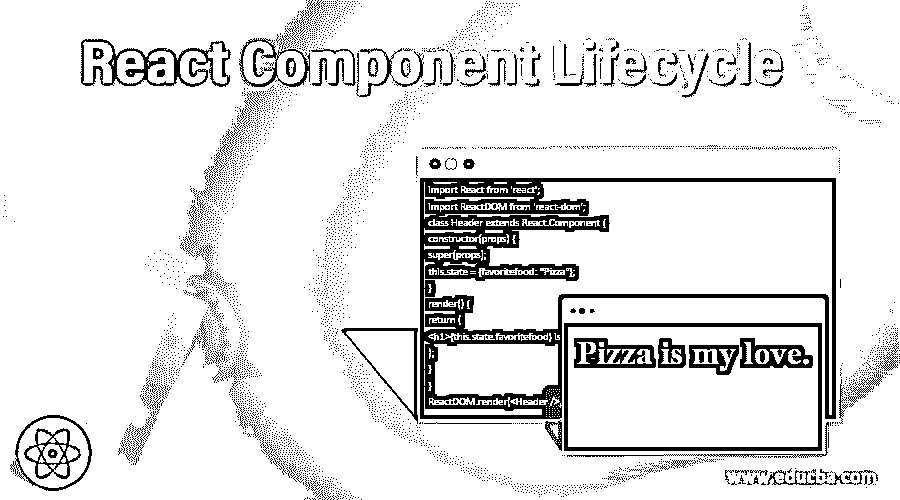 React Component Lifecycle
import React from 'react';
import ReactDOM from 'react-dom';
class Header extends React.Component {
constructor(props) {
super(props);
this.state = {favoritefood: "Pizza"};
}
render() {
return (
<h1>{this.state.favoritefood} is
);
}
}
ReactDOM.render(<Header />,
Pizza is my love.
www.educba.com